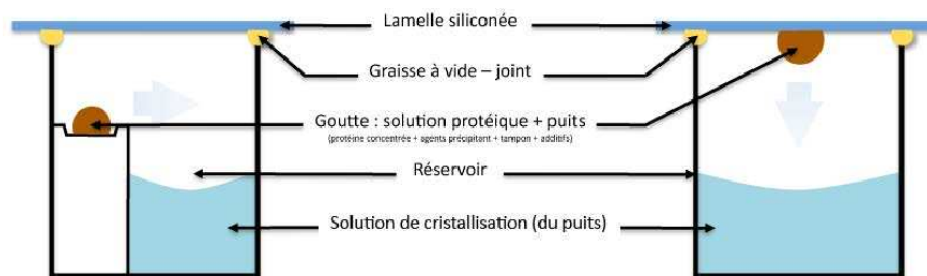 Lamelle siliconée
Graisse à vide – joint
Goutte : solution protéique + puits
(protéine concentrée + agents précipitant + tampon + additifs)
Réservoir
Solution de cristallisation (du puits)